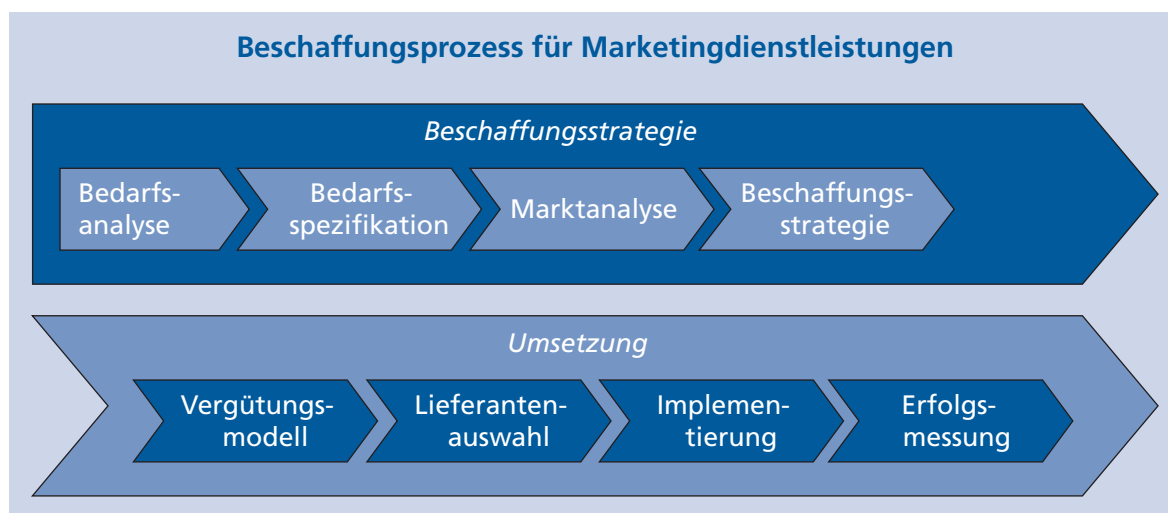 Beschaffungsprozess für Marketingdienstleistungen
Beschaffungsstrategie
Bedarfs-
analyse
Bedarfs-
spezifikation
Marktanalyse
Beschaffungs-
strategie
Umsetzung
Vergütungs-
modell
Lieferanten-
auswahl
Implemen-
tierung
Erfolgs-
messung